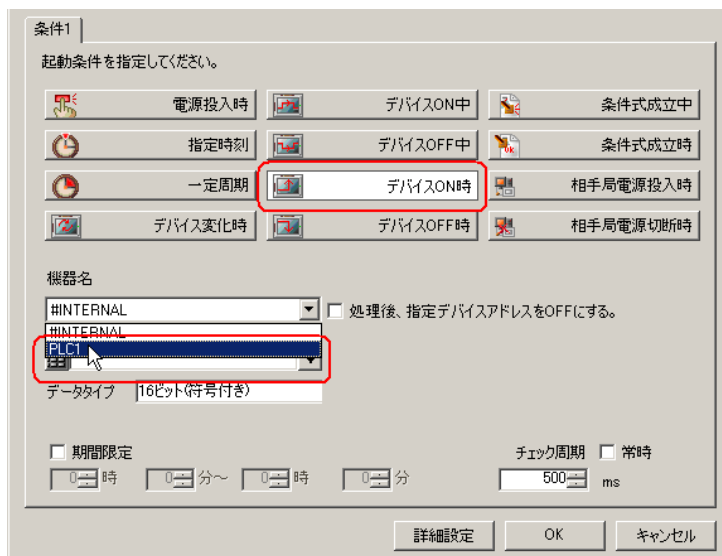 条件1
起動条件を指定してください。
電源投入時 デバイスON中 条件式成立中
指定時刻 デバイスOFF中 条件式成立時
一定周期 デバイスON時 相手局電源投入時
デバイス変化時 デバイスOFF時 相手局電源切断時
機器名
#INTERNAL 処理後、指定デバイスアドレスをOFFにする。
#INTERNAL
PLC1
データタイプ 16ビット(符号付き)
期間限定 チェック周期 常時
0 時 0 分～ 0 時 0 分 500 ms
詳細設定 OK キャンセル